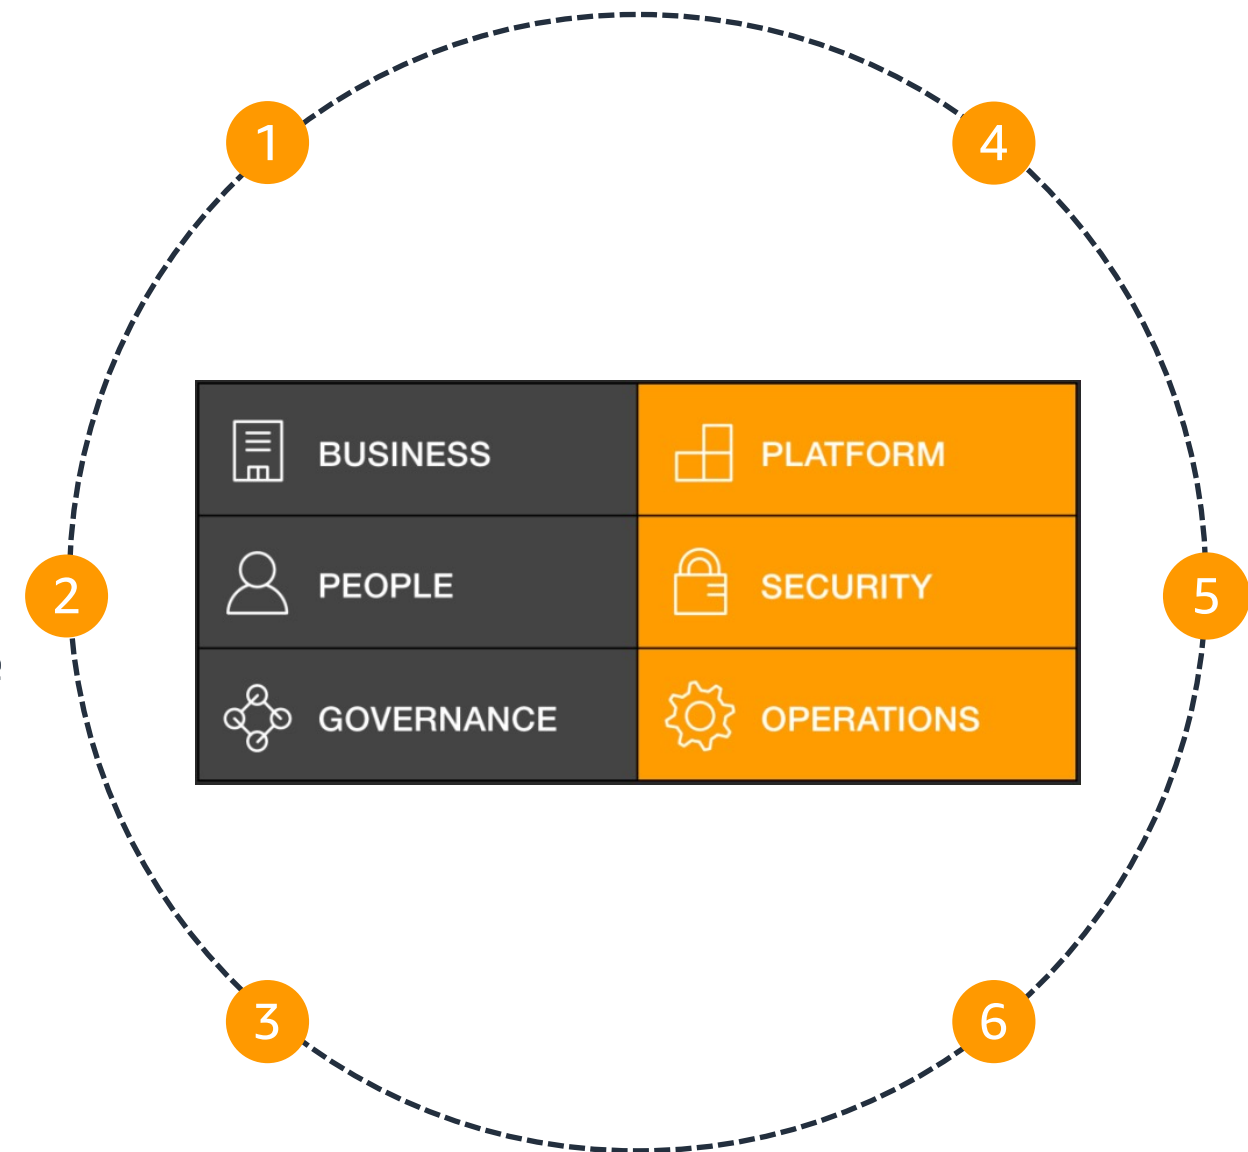 1
4
BUSINESS
PLATFORM
2
PEOPLE
SECURITY
5
GOVERNANCE
OPERATIONS
3
6